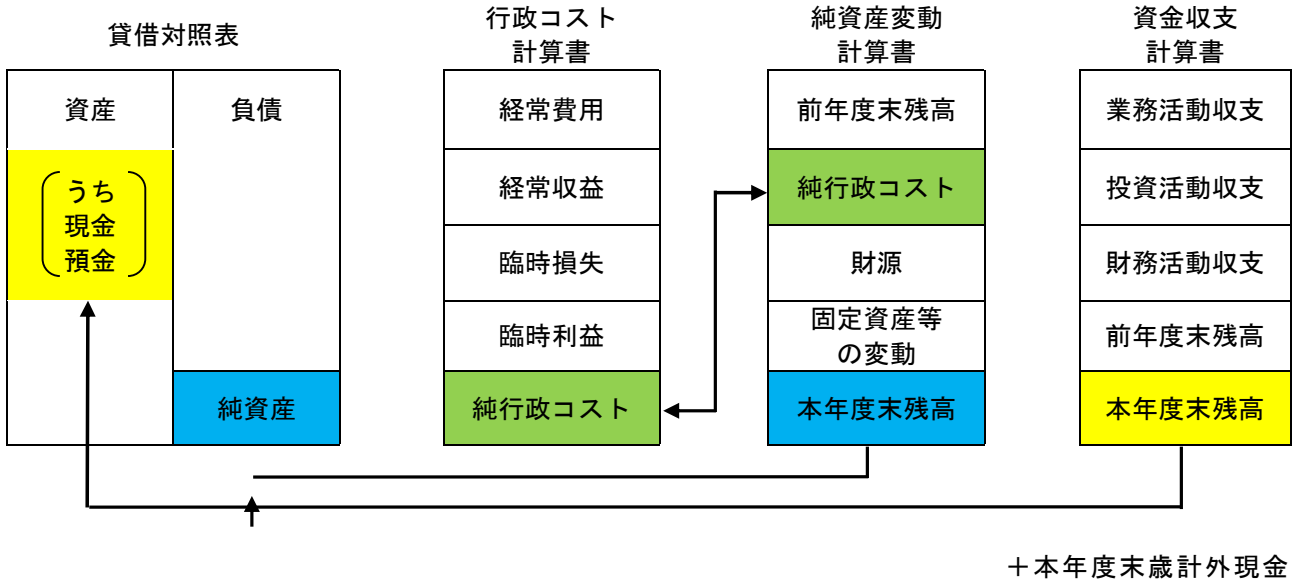 貸借対照表
資産
負債
うち
現金
預金
純資産
行政コスト
計算書
経常費用
経常収益
臨時損失
臨時利益
純行政コスト
純資産変動
計算書
前年度末残高
純行政コスト
財源
固定資産等
の変動
本年度末残高
資金収支
計算書
業務活動収支
投資活動収支
財務活動収支
前年度末残高
本年度末残高
＋本年度末歳計外現金